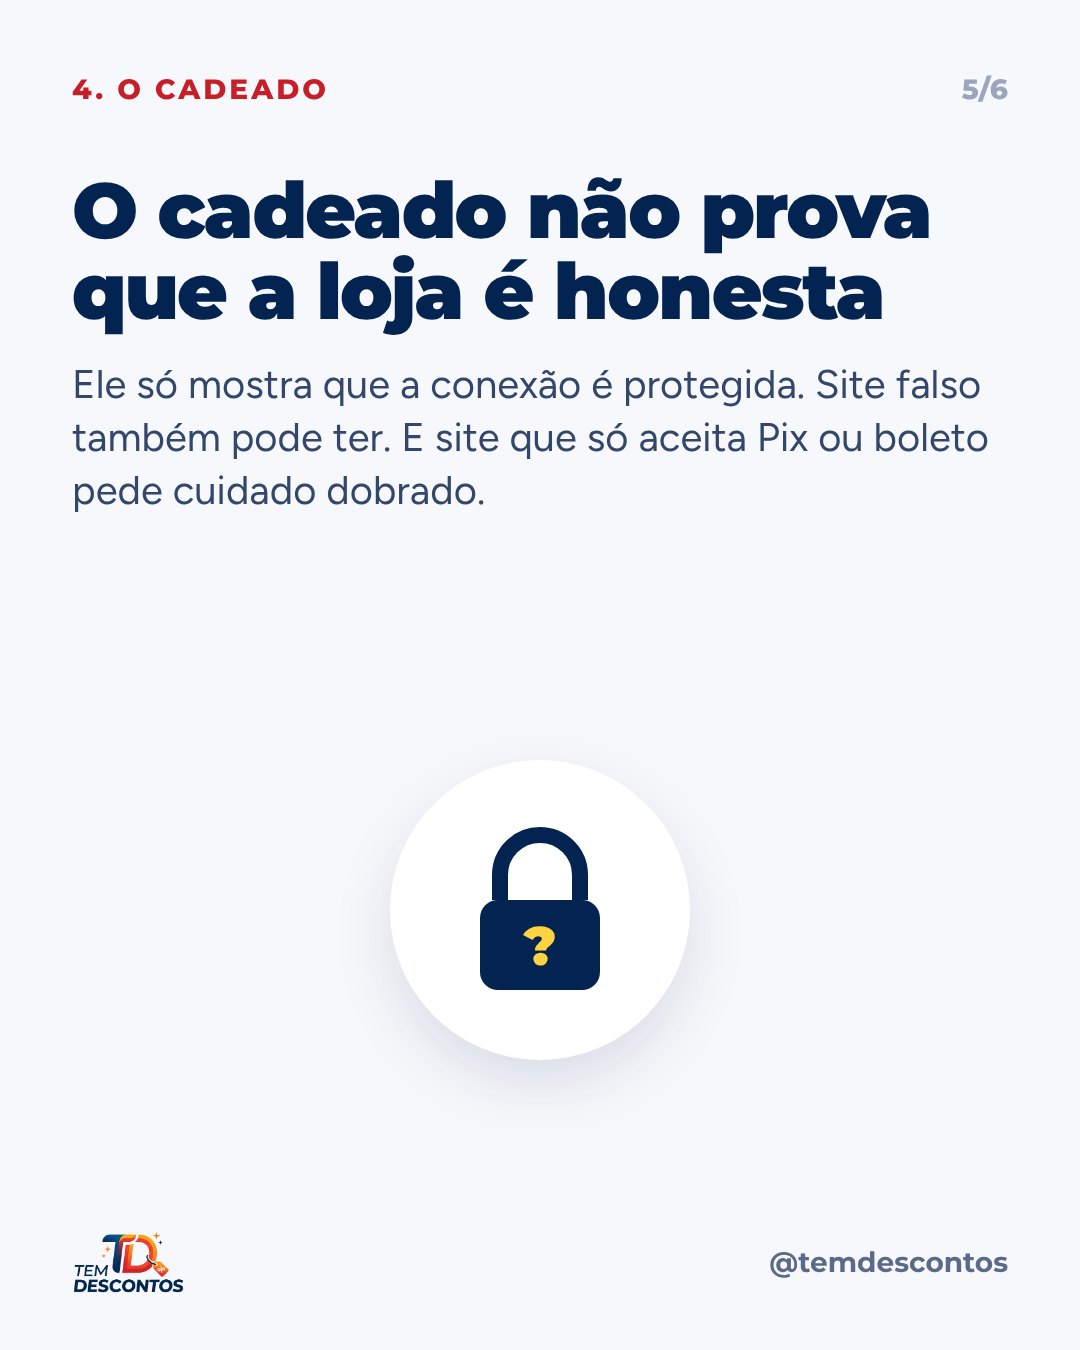 4. O CADEADO
5/6
O cadeado não prova
que a loja é honesta
Ele só mostra que a conexão é protegida. Site falso
também pode ter. E site que só aceita Pix ou boleto
pede cuidado dobrado.
?
TD
TEM
DESCONTOS
@temdescontos